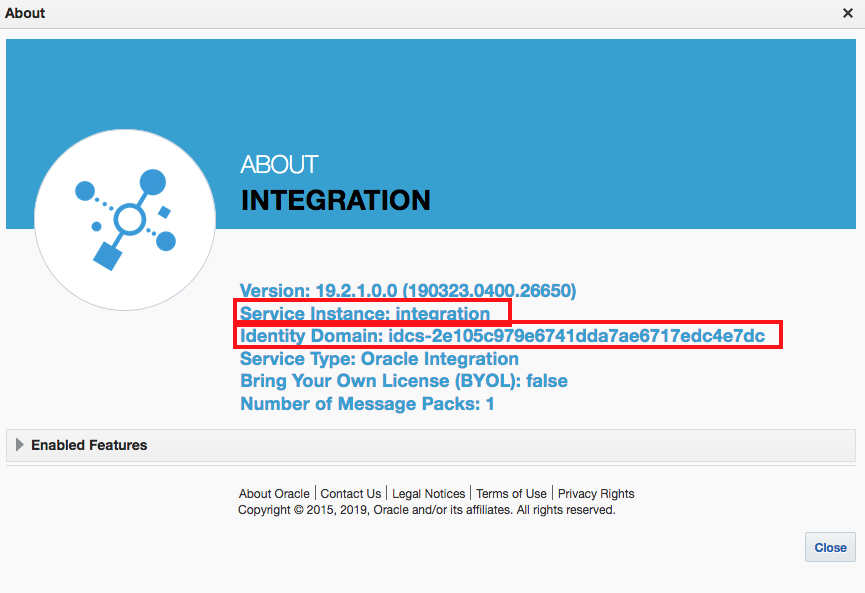 About
ABOUT
INTEGRATION
Version: 19.2.1.0.0 (190323.0400.26650)
Service Instance: integration
Identity Domain: idcs-2e105c979e6741dda7ae6717edc4e7dc
Service Type: Oracle Integration
Bring Your Own License (BYOL): false
Number of Message Packs: 1
Enabled Features
About Oracle | Contact Us | Legal Notices | Terms of Use | Privacy Rights
Copyright © 2015, 2019, Oracle and/or its affiliates. All rights reserved.
Close